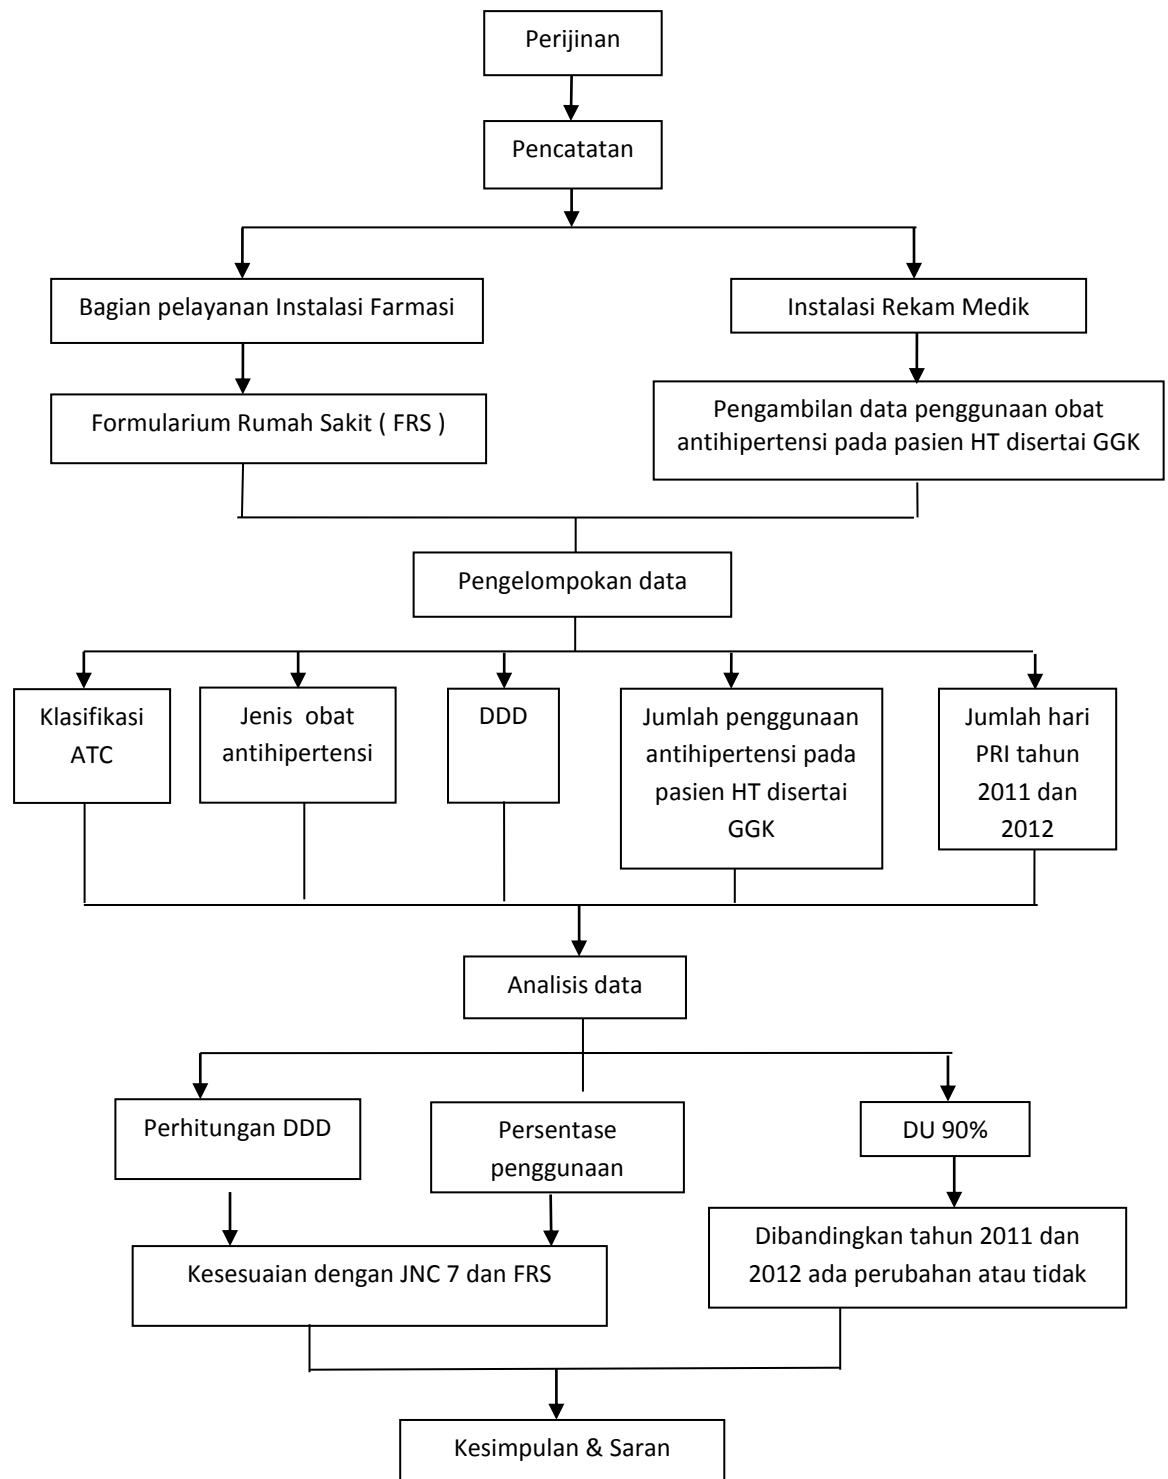 Perijinan
Pencatatan
Bagian pelayanan Instalasi Farmasi
Instalasi Rekam Medik
Formularium Rumah Sakit ( FRS )
Pengambilan data penggunaan obat
antihipertensi pada pasien HT disertai GGK
Pengelompokan data
Klasifikasi
ATC
Jenis obat
antihipertensi
DDD
Jumlah penggunaan
antihipertensi pada
pasien HT disertai
GGK
Jumlah hari
PRI tahun
2011 dan
2012
Analisis data
Perhitungan DDD
Persentase
penggunaan
DU 90%
Kesesuaian dengan JNC 7 dan FRS
Dibandingkan tahun 2011 dan
2012 ada perubahan atau tidak
Kesimpulan & Saran